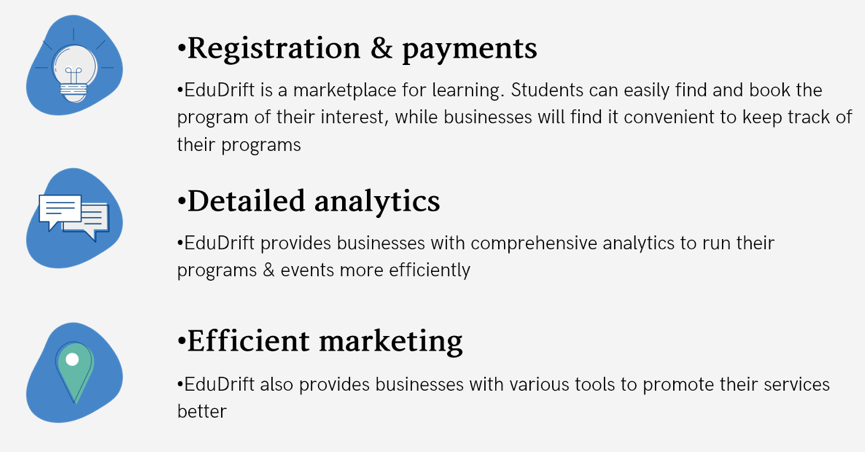 •Registration & payments
•EduDrift is a marketplace for learning. Students can easily find and book the
program of their interest, while businesses will find it convenient to keep track of
their programs
•Detailed analytics
•EduDrift provides businesses with comprehensive analytics to run their
programs & events more efficiently
•Efficient marketing
•EduDrift also provides businesses with various tools to promote their services
better